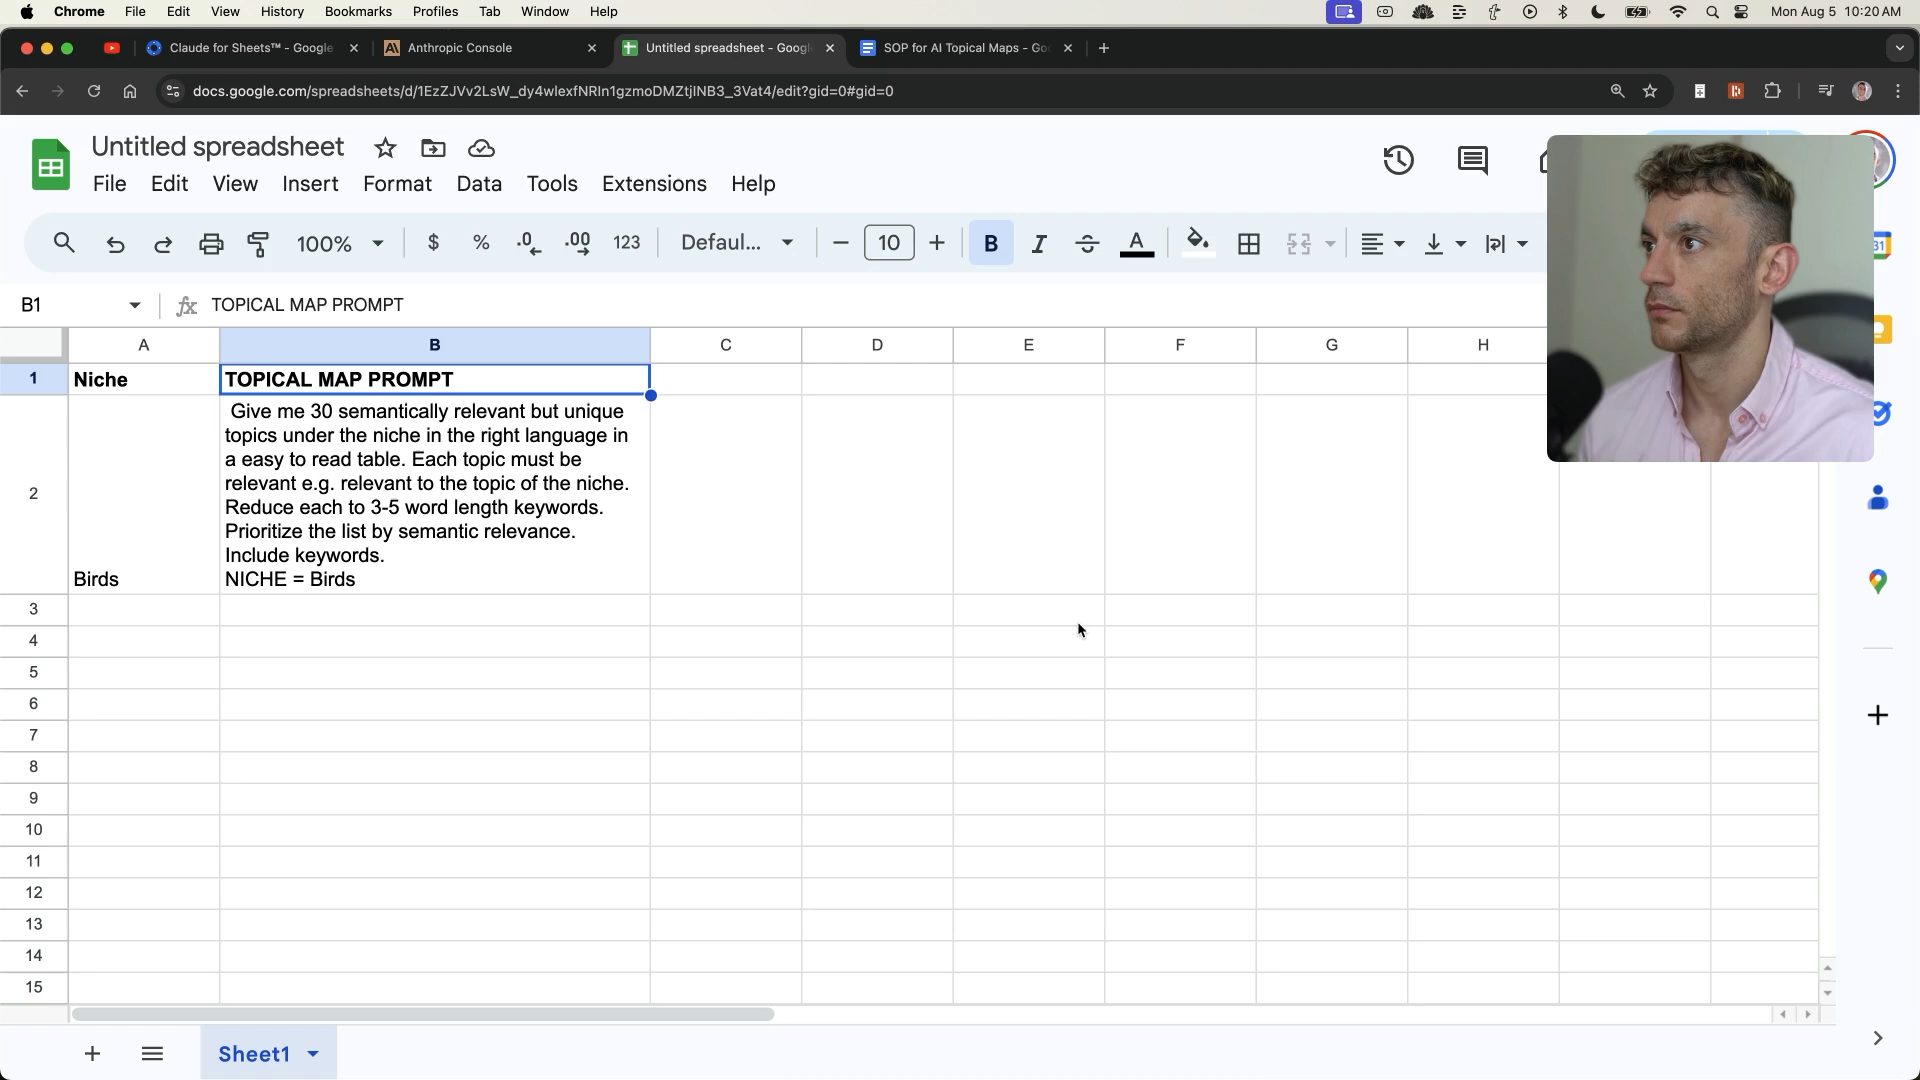 Chrome File Edit View History Bookmarks Profiles Tab Window Help Mon Aug 5 10:20 AM
Claude for Sheets™ - Google Anthropic Console Untitled spreadsheet - Google SOP for AI Topical Maps - Go
docs.google.com/spreadsheets/d/1EzZJVv2LsW_dy4wlexfNRIn1gzmoDMZtjINB3_3Vat4/edit?gid=0#gid=0
Untitled spreadsheet
File Edit View Insert Format Data Tools Extensions Help
100% $ % .0 .00 123 Defaul... 10 B I A
31
B1 fx TOPICAL MAP PROMPT
A B C D E F G H
1 Niche TOPICAL MAP PROMPT
Give me 30 semantically relevant but unique
topics under the niche in the right language in
a easy to read table. Each topic must be
relevant e.g. relevant to the topic of the niche.
2
Reduce each to 3-5 word length keywords.
Prioritize the list by semantic relevance.
Include keywords.
Birds NICHE = Birds
3
4
5
6
7
8
9
10
11
12
13
14
15
Sheet1